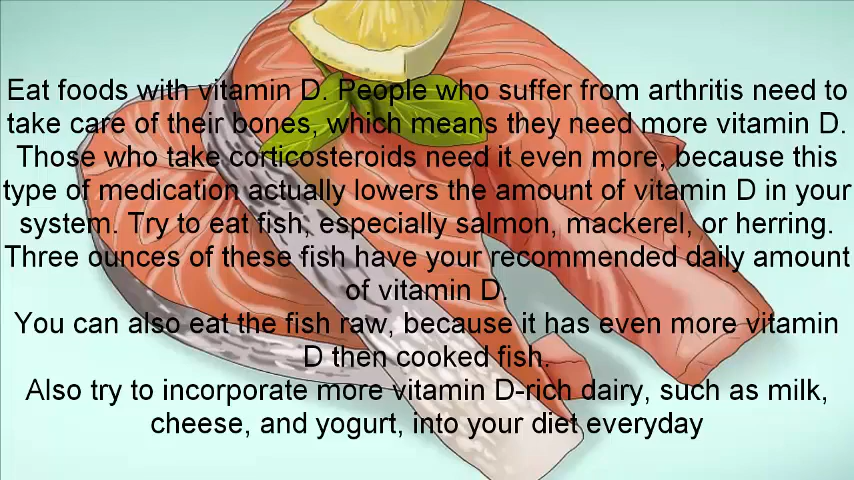 Eat foods with vitamin D. People who suffer from arthritis need to
take care of their bones, which means they need more vitamin D.
Those who take corticosteroids need it even more, because this
type of medication actually lowers the amount of vitamin D in your
system. Try to eat fish, especially salmon, mackerel, or herring.
Three ounces of these fish have your recommended daily amount
of vitamin D.
You can also eat the fish raw, because it has even more vitamin
D then cooked fish.
Also try to incorporate more vitamin D-rich dairy, such as milk,
cheese, and yogurt, into your diet everyday